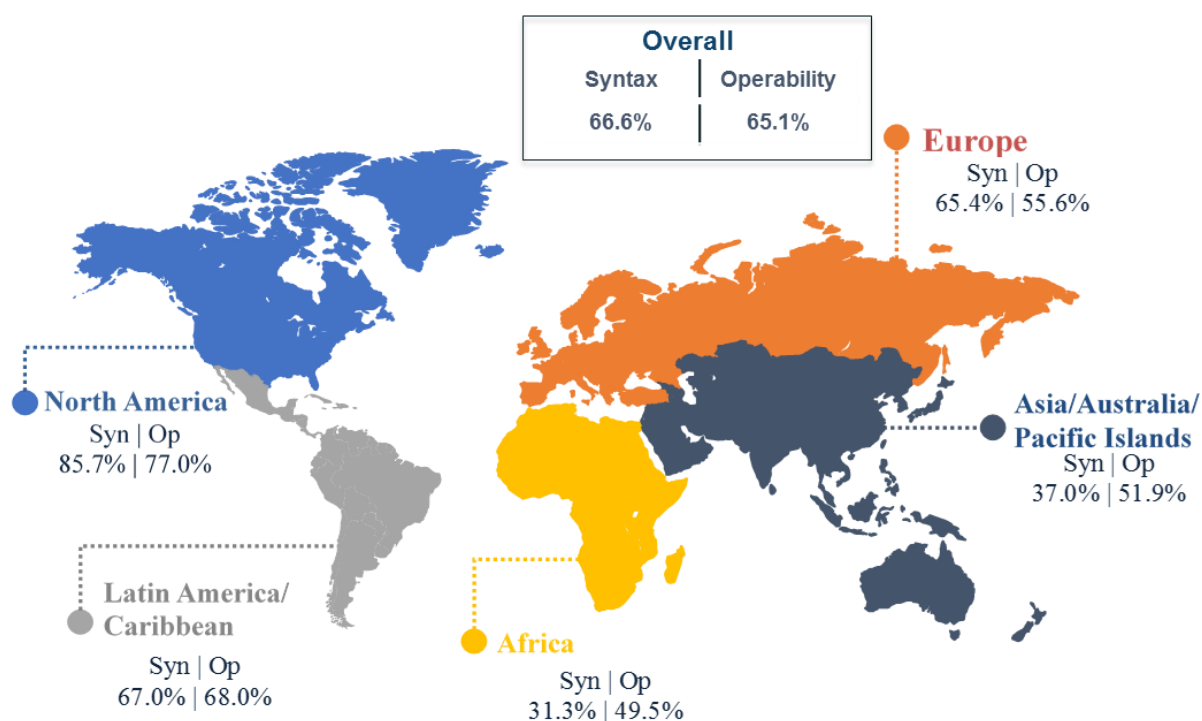 Overall
Syntax | Operability
66.6% | 65.1%
Europe
Syn | Op
65.4% | 55.6%
North America
Syn | Op
85.7% | 77.0%
Asia/Australia/
Pacific Islands
Syn | Op
37.0% | 51.9%
Latin America/
Caribbean
Syn | Op
67.0% | 68.0%
Africa
Syn | Op
31.3% | 49.5%